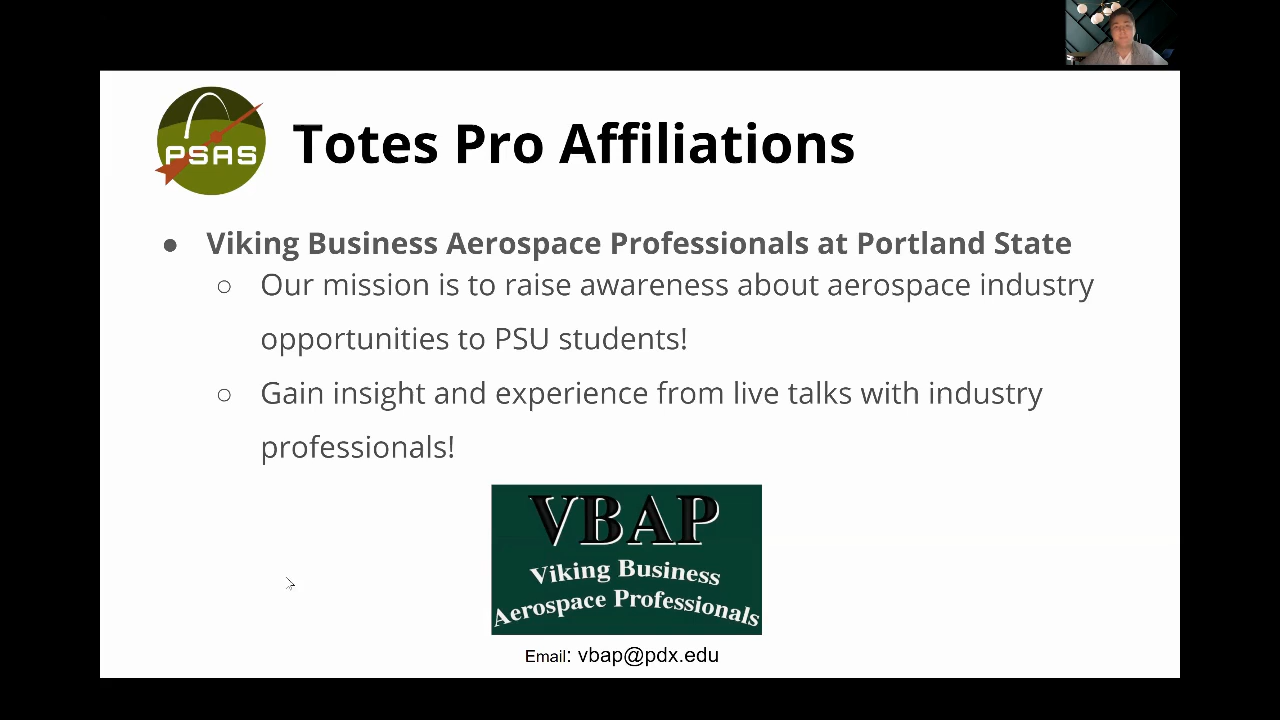 PSAS
Totes Pro Affiliations
● Viking Business Aerospace Professionals at Portland State
○ Our mission is to raise awareness about aerospace industry
opportunities to PSU students!
○ Gain insight and experience from live talks with industry
professionals!
VBAP
Viking Business
Aerospace Professionals
Email: vbap@pdx.edu